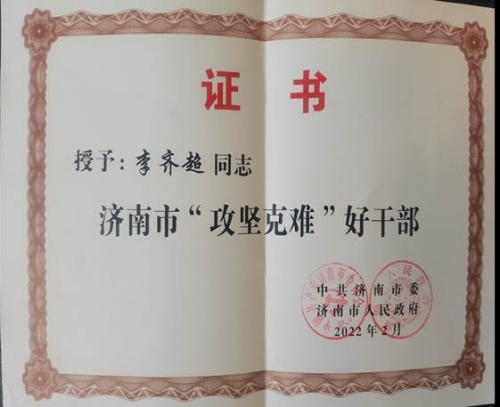 证书
授予：李齐超同志
济南市“攻坚克难”好干部
中共济南市委
济南市人民政府
2022年2月